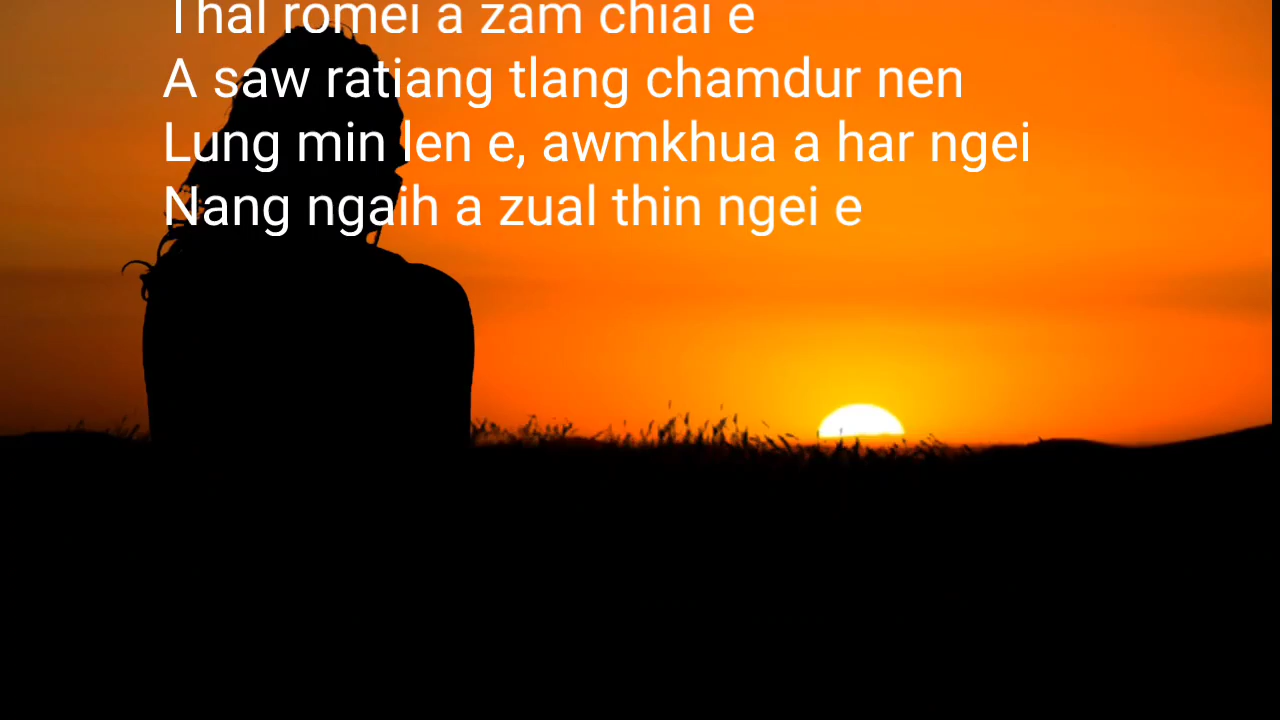 Thal romei a zam chiai e
A saw ratiang tlang chamdur nen
Lung min len e, awmkhua a har ngei
Nang ngaih a zual thin ngei e